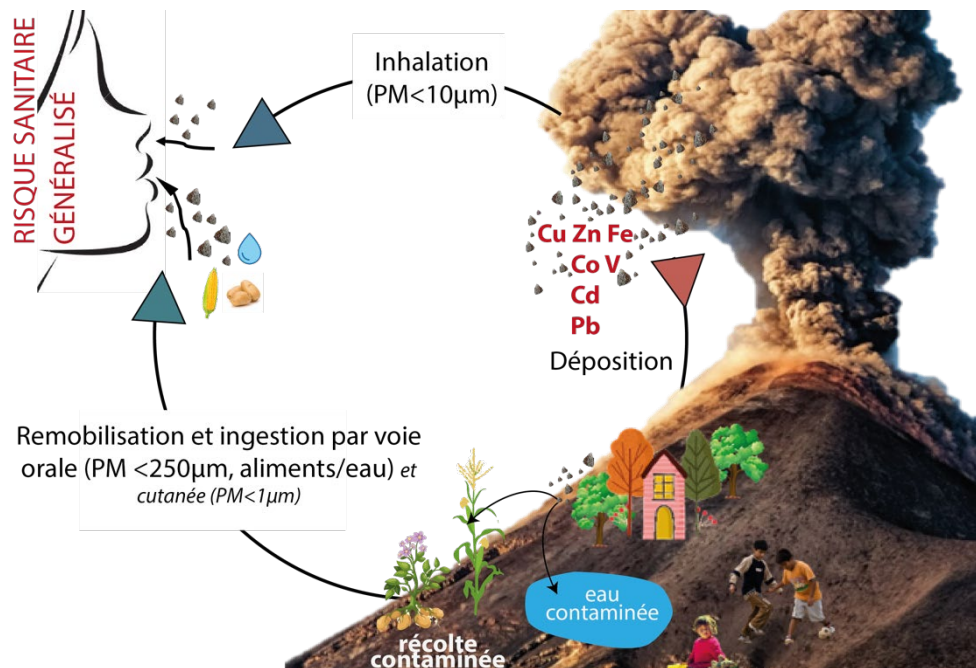 RISQUE SANITAIRE
GÉNÉRALISÉ
Inhalation
(PM<10µm)
Cu Zn Fe
Co V
Cd
Pb
Déposition
Remobilisation et ingestion par voie
orale (PM <250µm, aliments/eau) et
cutanée (PM<1µm)
eau
contaminée
récolte
contaminée